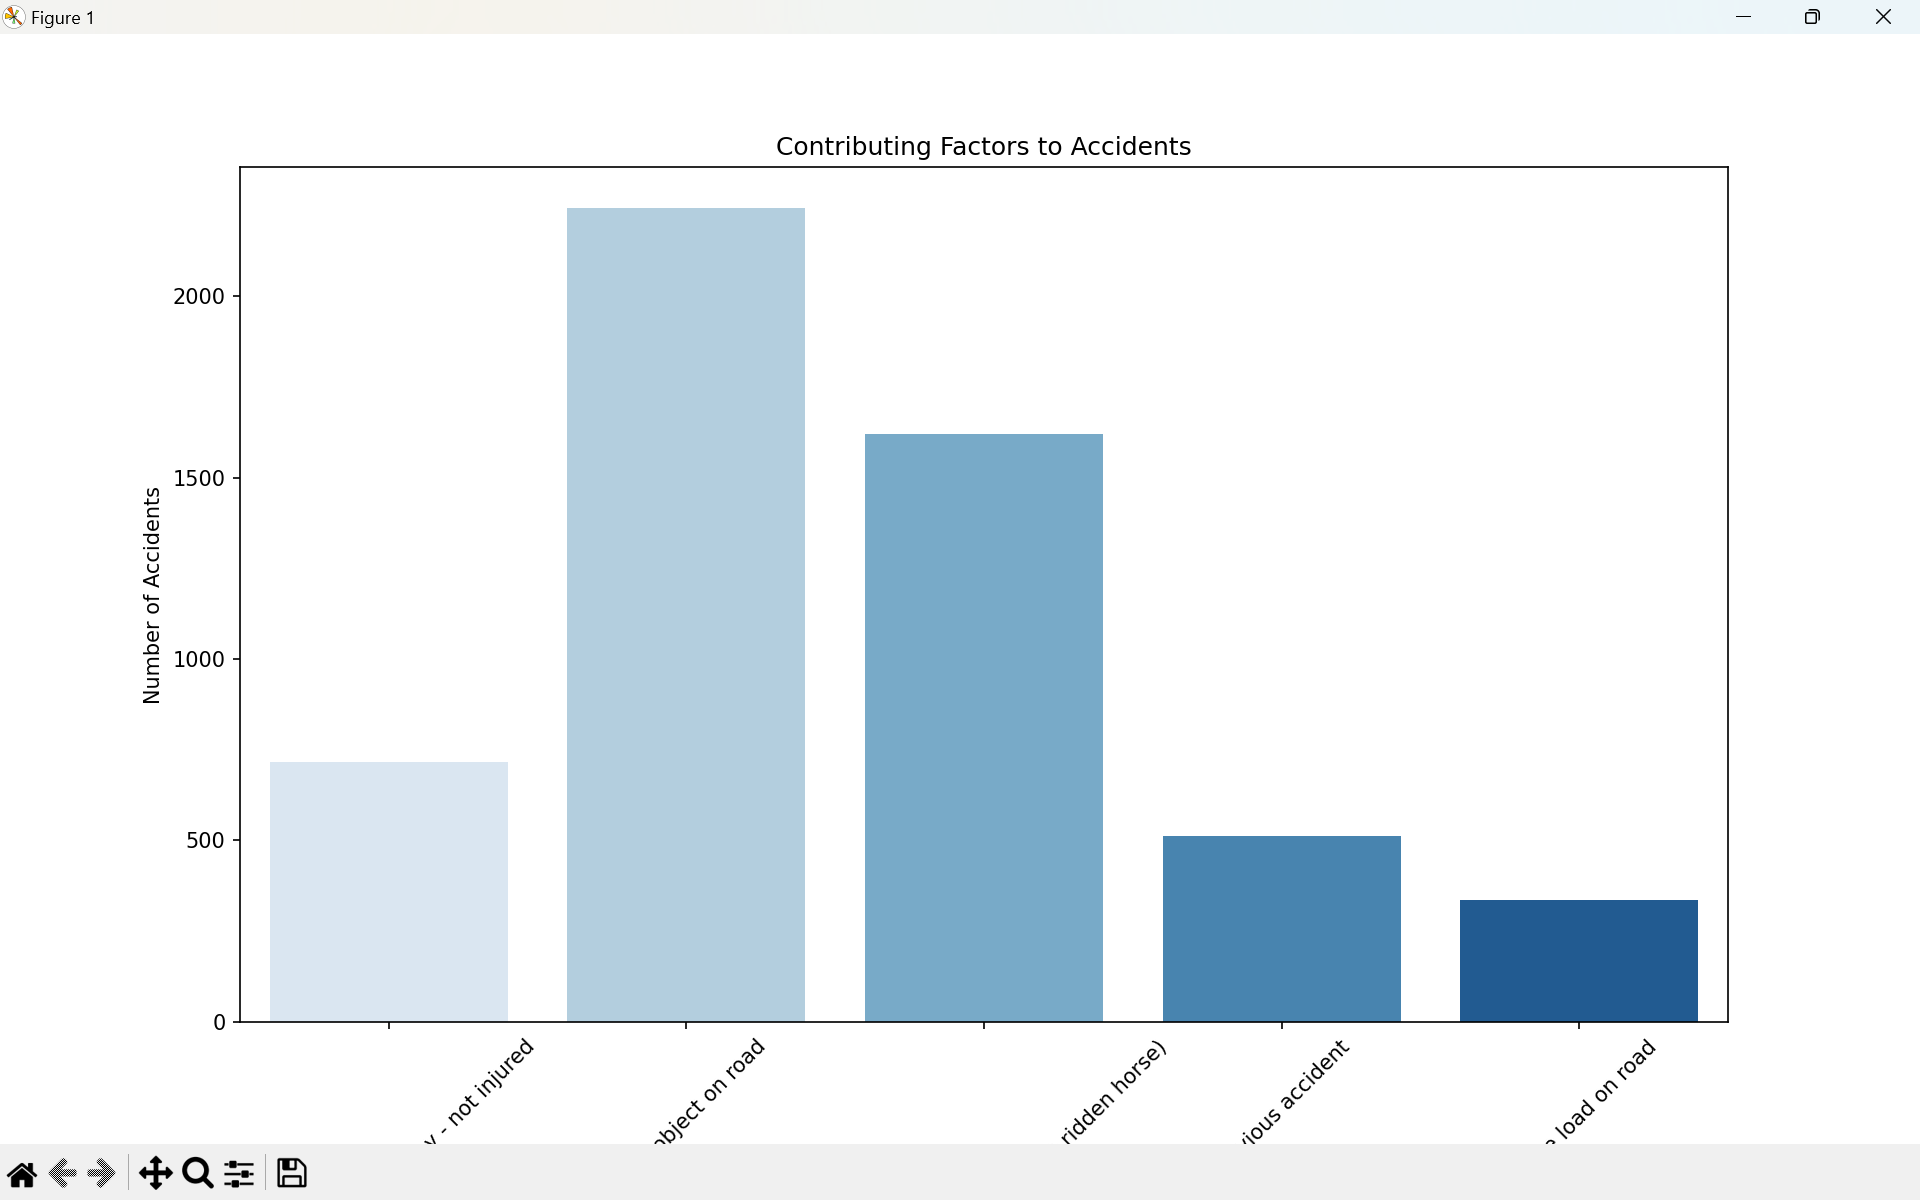 Figure 1
Contributing Factors to Accidents
Number of Accidents
2000
1500
1000
500
0
- not injured
object on road
ridden horse)
accident
load on road